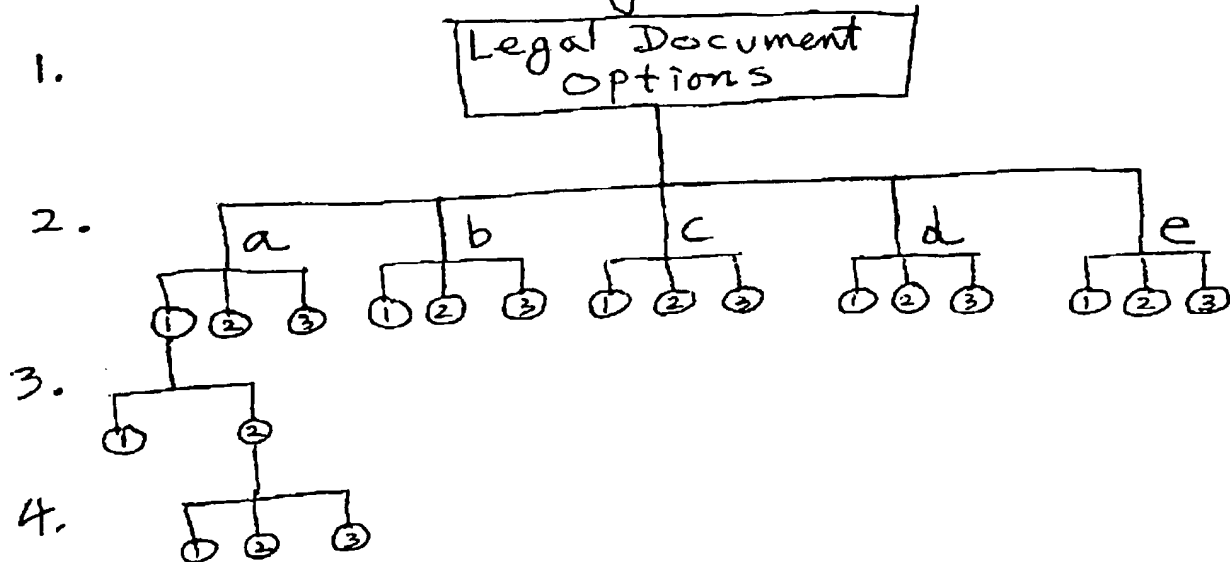 1.
Legal Document
Options
2.
a b c d e
① ② ③ ① ② ③ ① ② ③ ① ② ③ ① ② ③
3.
① ②
4.
① ② ③